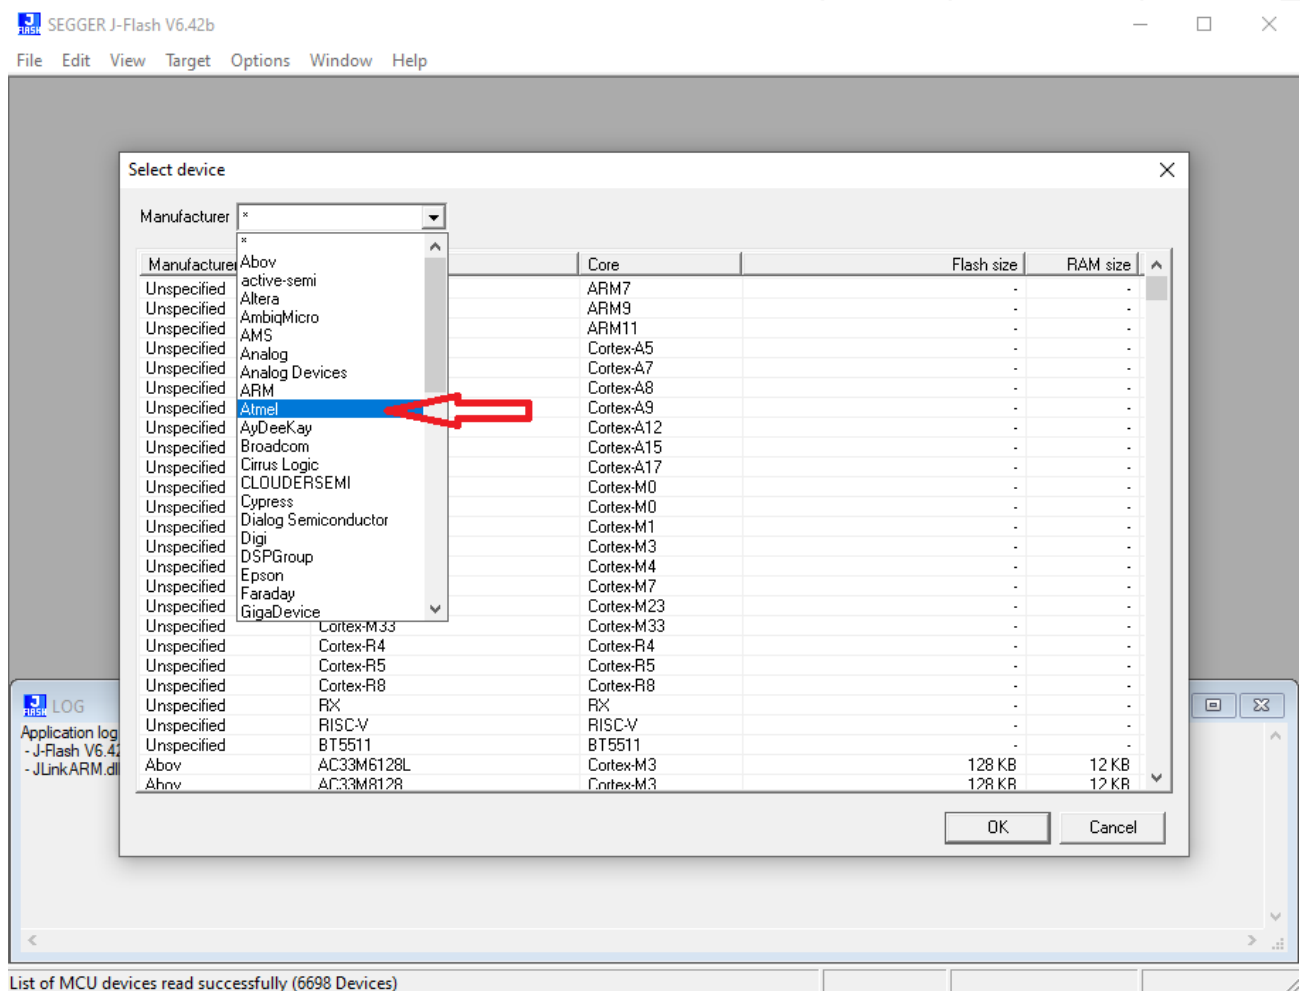 SEGGER J-Flash V6.42b
File Edit View Target Options Window Help
Select device
Manufacturer *
*
Abov
active-semi
Altera
AmbiqMicro
AMS
Analog
Analog Devices
ARM
Atmel
AyDeeKay
Broadcom
Cirrus Logic
CLOUDERSEMI
Cypress
Dialog Semiconductor
Digi
DSPGroup
Epson
Faraday
GigaDevice
Manufacturer Core Flash size RAM size
Unspecified ARM7 - -
Unspecified ARM9 - -
Unspecified ARM11 - -
Unspecified Cortex-A5 - -
Unspecified Cortex-A7 - -
Unspecified Cortex-A8 - -
Unspecified Cortex-A9 - -
Unspecified Cortex-A12 - -
Unspecified Cortex-A15 - -
Unspecified Cortex-A17 - -
Unspecified Cortex-M0 - -
Unspecified Cortex-M0 - -
Unspecified Cortex-M1 - -
Unspecified Cortex-M3 - -
Unspecified Cortex-M4 - -
Unspecified Cortex-M7 - -
Unspecified Cortex-M23 - -
Unspecified Cortex-M33 Cortex-M33 - -
Unspecified Cortex-R4 Cortex-R4 - -
Unspecified Cortex-R5 Cortex-R5 - -
Unspecified Cortex-R8 Cortex-R8 - -
Unspecified RX RX - -
Unspecified RISC-V RISC-V - -
Unspecified BT5511 BT5511 - -
Abov AC33M6128L Cortex-M3 128 KB 12 KB
Abov AC33M8128 Cortex-M3 128 KB 12 KB
OK Cancel
LOG
Application log
- J-Flash V6.42
- JLinkARM.dl
List of MCU devices read successfully (6698 Devices)